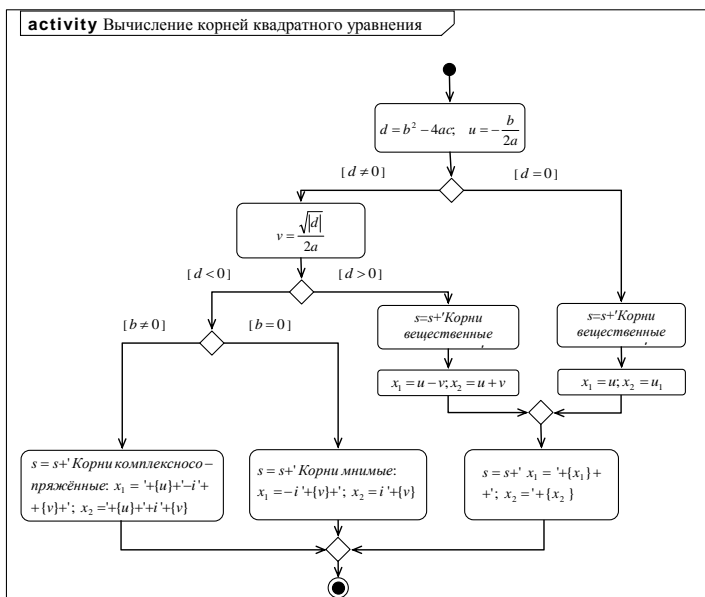 activity Вычисление корней квадратного уравнения
d = b² − 4ac; u = −b/2a
[d ≠ 0]
[d = 0]
v = √|d|/2a
[d < 0]
[d > 0]
[b ≠ 0]
[b = 0]
s=s+'Корни
вещественные
'
s=s+'Корни
вещественные
'
x₁ = u − v; x₂ = u + v
x₁ = u; x₂ = u₁
s = s+' Корни комплексносо –
пряжённые: x₁ = '+{u}+'−i'+
+{v}+'; x₂ ='+{u}'+i'+{v}
s = s+' Корни мнимые:
x₁ = −i'+{v}+'; x₂ = i'+{v}
s = s+' x₁ = '+{x₁}+
+'; x₂ = '+{x₂}